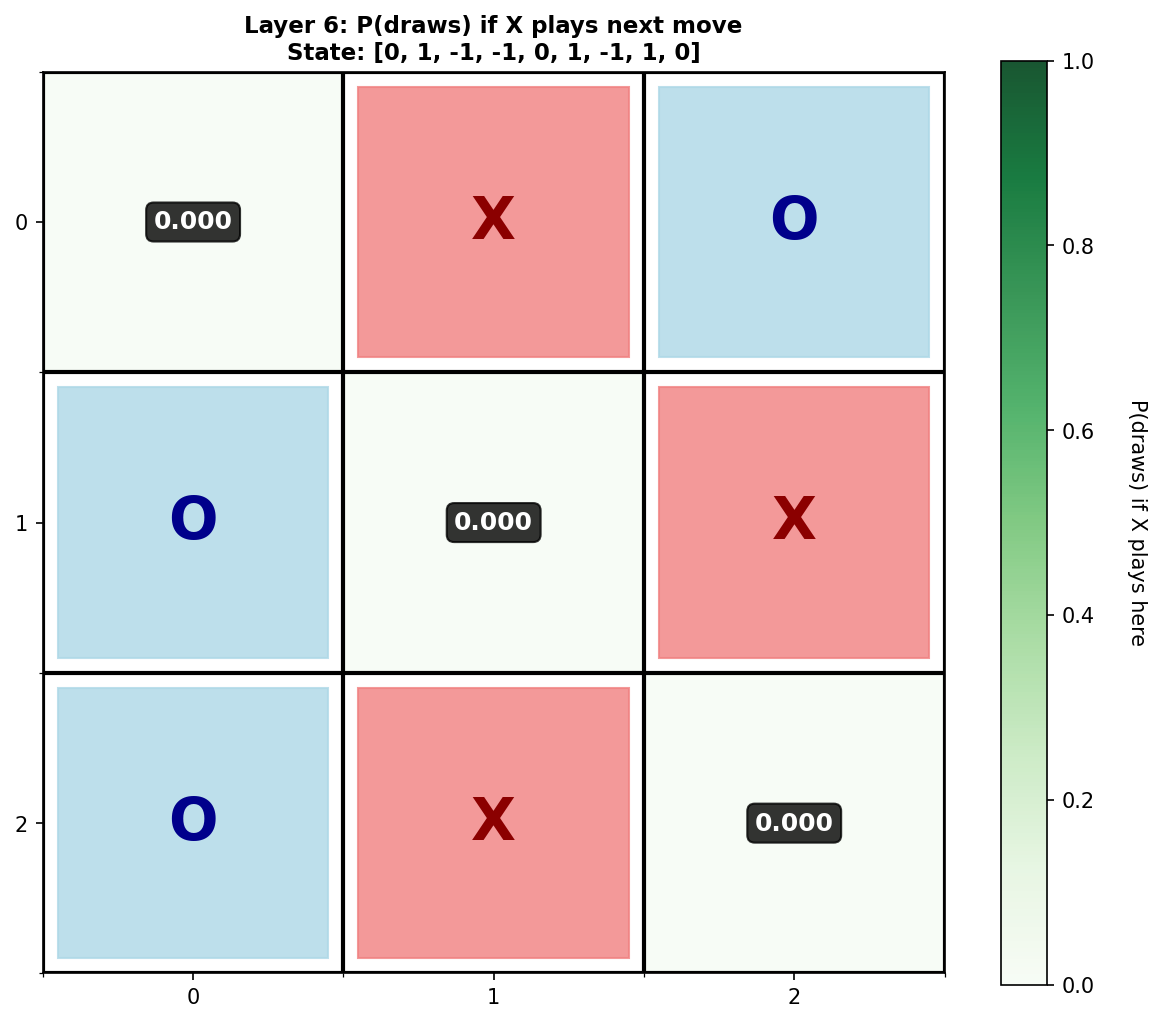 Layer 6: P(draws) if X plays next move
State: [0, 1, -1, -1, 0, 1, -1, 1, 0]
0 0.000 X O
1 O 0.000 X
2 O X 0.000
0 1 2
1.0
0.8
0.6
0.4
0.2
0.0
P(draws) if X plays here